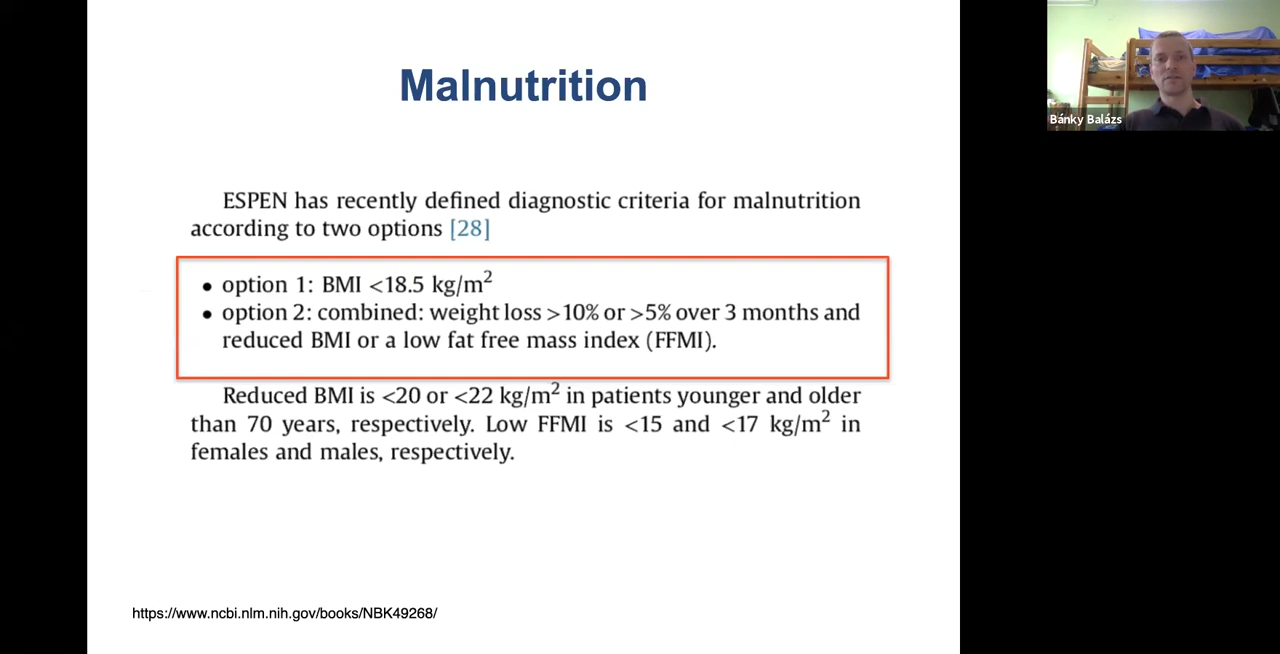 Malnutrition
Bánky Balázs
ESPEN has recently defined diagnostic criteria for malnutrition
according to two options [28]
• option 1: BMI <18.5 kg/m²
• option 2: combined: weight loss >10% or >5% over 3 months and
reduced BMI or a low fat free mass index (FFMI).
Reduced BMI is <20 or <22 kg/m² in patients younger and older
than 70 years, respectively. Low FFMI is <15 and <17 kg/m² in
females and males, respectively.
https://www.ncbi.nlm.nih.gov/books/NBK49268/